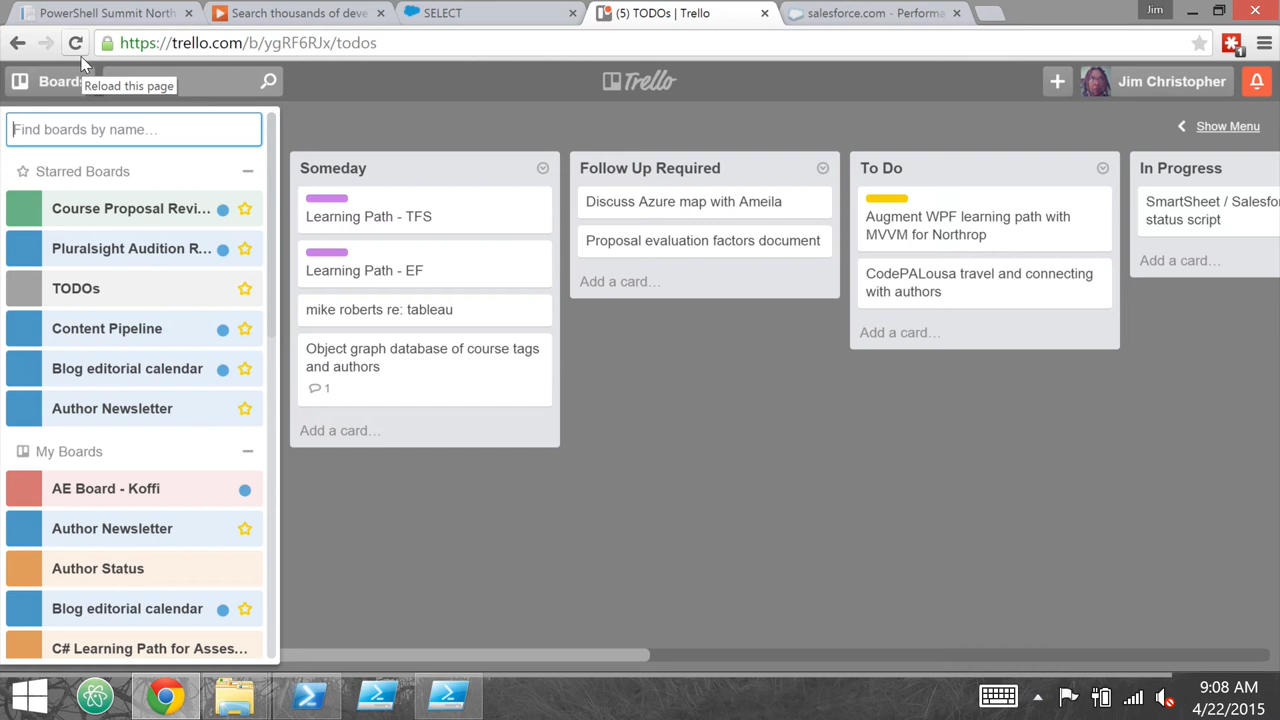 PowerShell Summit North
Search thousands of deve
SELECT
(5) TODOs | Trello
salesforce.com - Performa
Jim
https://trello.com/b/ygRF6RJx/todos
1
Boards
Reload this page
Trello
Jim Christopher
Find boards by name…
Show Menu
Starred Boards
Course Proposal Revi…
Pluralsight Audition R…
TODOs
Content Pipeline
Blog editorial calendar
Author Newsletter
My Boards
AE Board - Koffi
Author Newsletter
Author Status
Blog editorial calendar
C# Learning Path for Asses…
Someday
Learning Path - TFS
Learning Path - EF
mike roberts re: tableau
Object graph database of course tags
and authors
1
Add a card…
Follow Up Required
Discuss Azure map with Ameila
Proposal evaluation factors document
Add a card…
To Do
Augment WPF learning path with
MVVM for Northrop
CodePALousa travel and connecting
with authors
Add a card…
In Progress
SmartSheet / Salesfo
status script
Add a card…
9:08 AM
4/22/2015